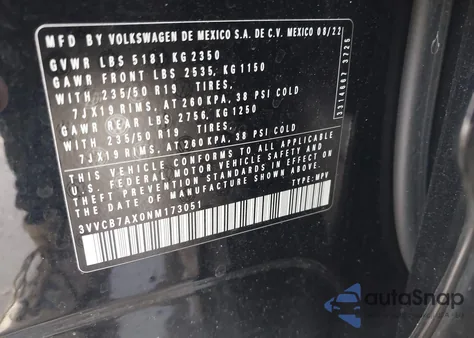 MFD BY VOLKSWAGEN DE MEXICO S.A. DE C.V. MEXICO 08/22
GVWR LBS 5181 KG 2350
GAWR FRONT LBS 2535, KG 1150
WITH 235/50 R19 TIRES,
7JX19 RIMS, AT 260 KPA, 38 PSI COLD
GAWR REAR LBS 2756, KG 1250
WITH 235/50 R19 TIRES,
7JX19 RIMS, AT 260 KPA, 38 PSI COLD
THIS VEHICLE CONFORMS TO ALL APPLICABLE
U.S. FEDERAL MOTOR VEHICLE SAFETY AND
THEFT PREVENTION STANDARDS IN EFFECT ON
THE DATE OF MANUFACTURE SHOWN ABOVE.
3VVCB7AX0NM173051 TYPE: MPV
3314667 3725
autoSnap